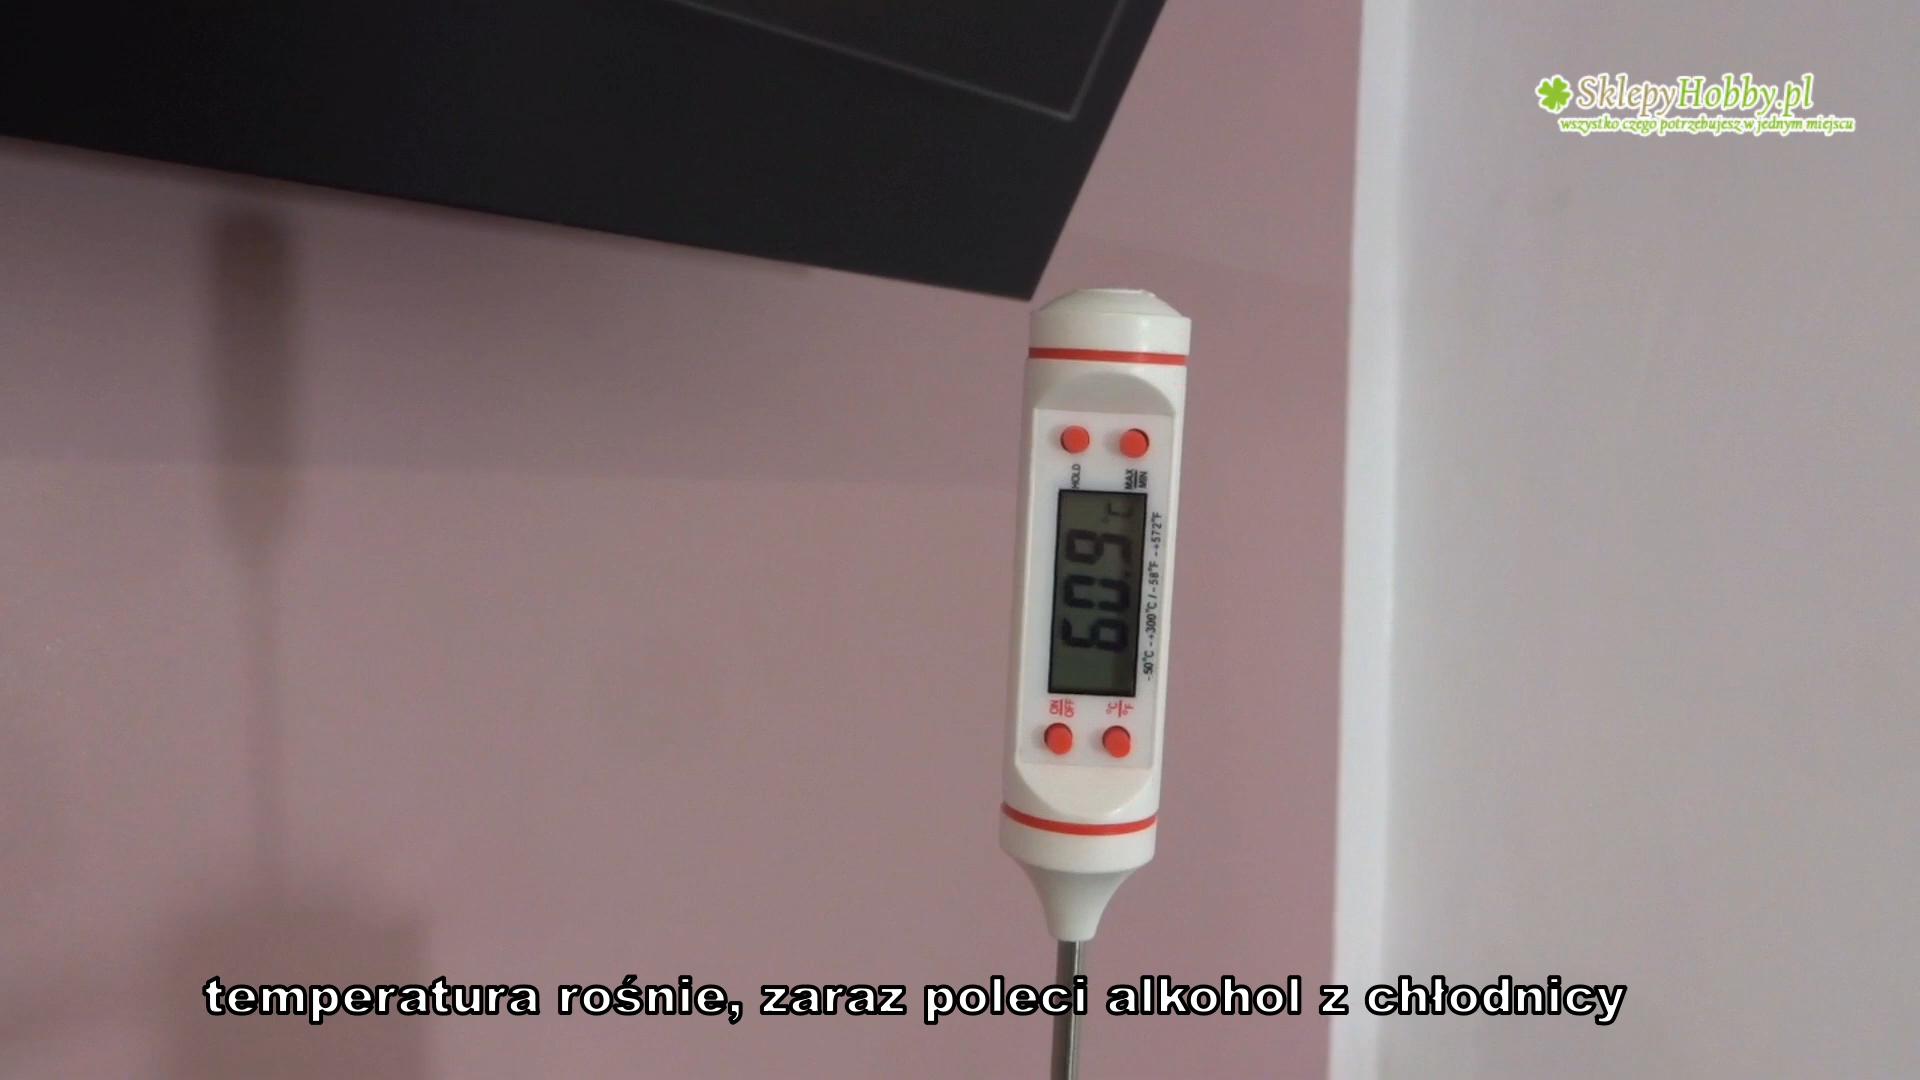 SklepyHobby.pl
wszystko czego potrzebujesz w jednym miejscu
HOLD
MAX
MIN
60.9 °C
-50°C -+300°C / -58°F -+572°F
ON
OFF
°C
°F
temperatura rośnie, zaraz poleci alkohol z chłodnicy